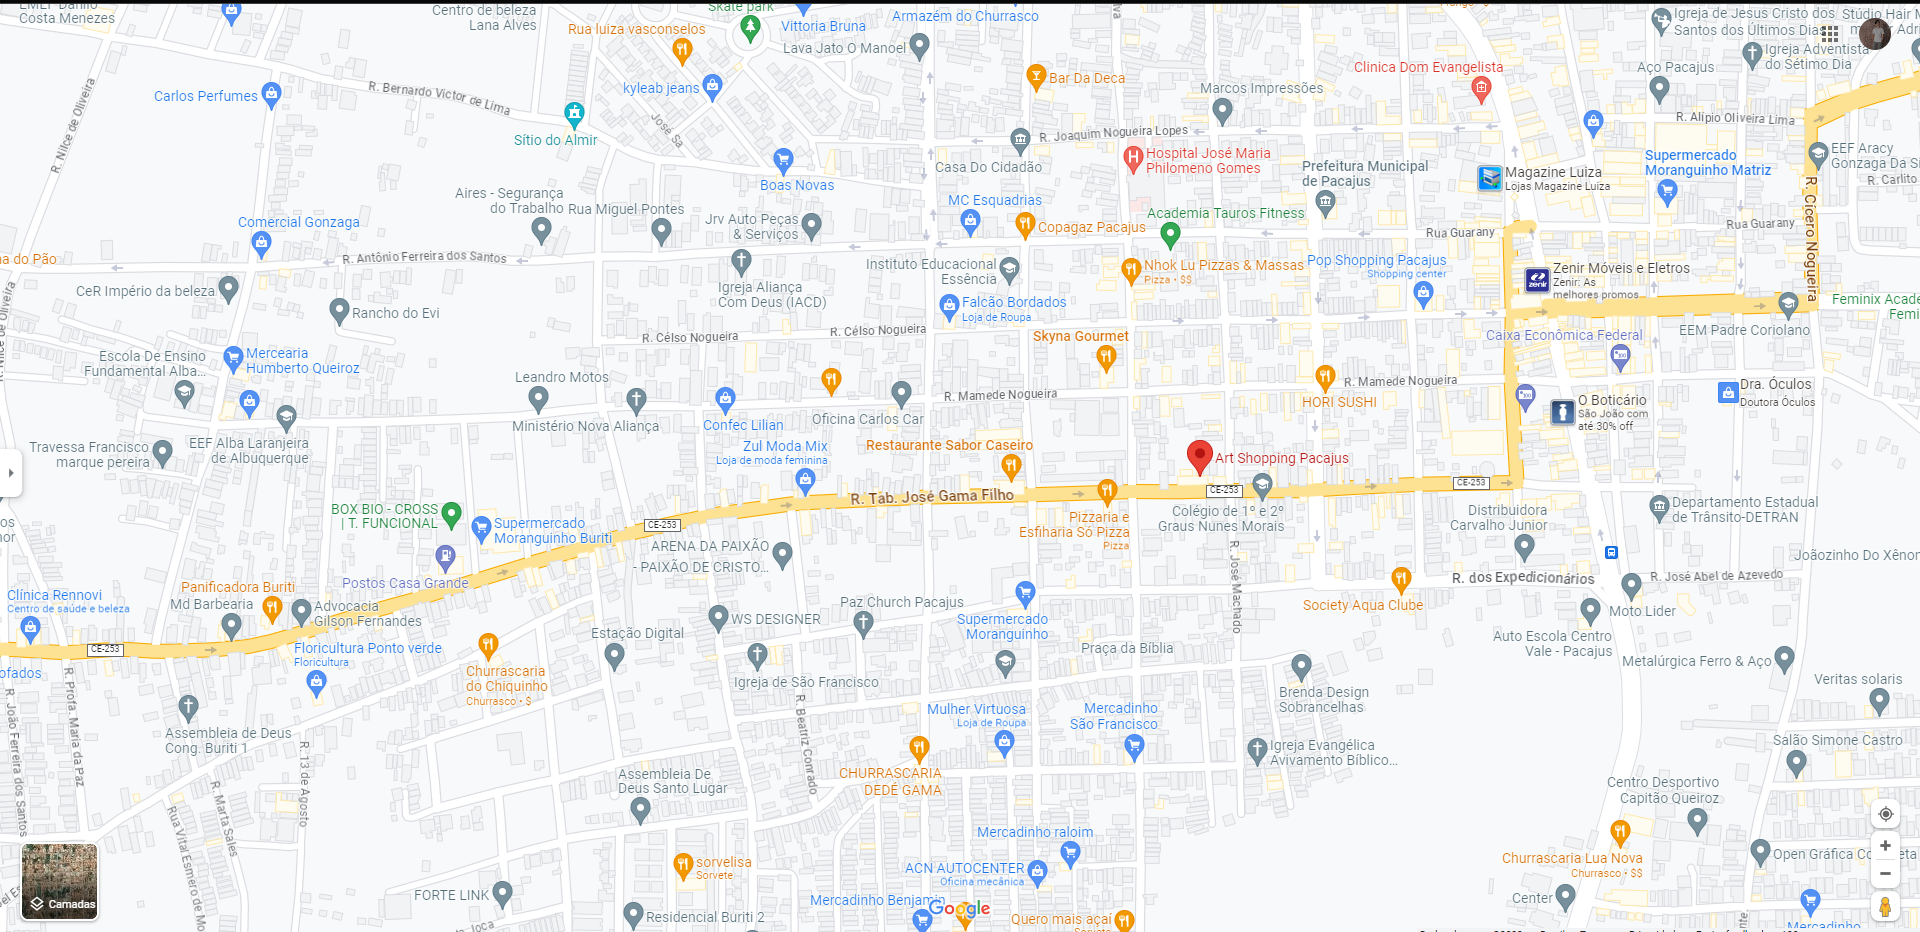 Costa Menezes
Centro de beleza
Lana Alves
Rua luiza vasconselos
Skate park
Vittoria Bruna
Armazém do Churrasco
Lava Jato O Manoel
Igreja de Jesus Cristo dos
Santos dos Últimos Dias
Stúdio Hair
Igreja Adventista
do Sétimo Dia
Clinica Dom Evangelista
Aço Pacajus
Bar Da Deca
kyleab jeans
Carlos Perfumes
R. Bernardo Victor de Lima
Marcos Impressões
José Sa
R. Nilce de Oliveira
Sítio do Almir
R. Joaquim Nogueira Lopes
R. Alipio Oliveira Lima
Casa Do Cidadão
Hospital José Maria
Philomeno Gomes
Prefeitura Municipal
de Pacajus
Magazine Luiza
Lojas Magazine Luiza
Supermercado
Moranguinho Matriz
EEF Aracy
Gonzaga Da
R. Carlito
Boas Novas
Aires - Segurança
do Trabalho
Rua Miguel Pontes
MC Esquadrias
Academia Tauros Fitness
Jrv Auto Peças
& Serviços
Copagaz Pacajus
Comercial Gonzaga
Rua Guarany
Rua Guarany
R. Cícero Nogueira
do Pão
R. Antônio Ferreira dos Santos
Instituto Educacional
Essência
Nhok Lu Pizzas & Massas
Pizza • $$
Pop Shopping Pacajus
Shopping center
Zenir Móveis e Eletros
Zenir: As
melhores promos
zenir
CeR Império da beleza
Igreja Aliança
Com Deus (IACD)
Falcão Bordados
Loja de Roupa
Rancho do Evi
R. Célso Nogueira
R. Célso Nogueira
Skyna Gourmet
Caixa Econômica Federal
EEM Padre Coriolano
Feminix
Escola De Ensino
Fundamental Alba...
Mercearia
Humberto Queiroz
Leandro Motos
R. Mamede Nogueira
R. Mamede Nogueira
HORI SUSHI
Dra. Óculos
Doutora Óculos
O Boticário
São João com
até 30% off
Ministério Nova Aliança
Confec Lilian
Oficina Carlos Car
EEF Alba Laranjeira
de Albuquerque
Travessa Francisco
marque pereira
Zul Moda Mix
Loja de moda feminina
Restaurante Sabor Caseiro
Art Shopping Pacajus
CE-253
CE-253
R. Tab. José Gama Filho
BOX BIO - CROSS
| T. FUNCIONAL
Supermercado
Moranguinho Buriti
CE-253
Pizzaria e
Esfiharia Só Pizza
Pizza
Colégio de 1º e 2º
Graus Nunes Morais
Distribuidora
Carvalho Junior
Departamento Estadual
de Trânsito-DETRAN
ARENA DA PAIXÃO
- PAIXÃO DE CRISTO...
R. José Machado
Joãozinho Do
Postos Casa Grande
Panificadora Buriti
R. dos Expedicionários
R. José Abel de Azevedo
Clínica Rennovi
Centro de saúde e beleza
Md Barbearia
Advocacia
Gilson Fernandes
Paz Church Pacajus
WS DESIGNER
Supermercado
Moranguinho
Society Aqua Clube
Moto Lider
Estação Digital
Auto Escola Centro
Vale - Pacajus
CE-253
Floricultura Ponto verde
Floricultura
Praça da Bíblia
Metalúrgica Ferro & Aço
Churrascaria
do Chiquinho
Churrasco • $
Igreja de São Francisco
Brenda Design
Sobrancelhas
Veritas solaris
R. João Ferreira dos Santos
R. Profa. Maria da Paz
R. Beatriz Conrado
Mulher Virtuosa
Loja de Roupa
Mercadinho
São Francisco
Assembleia de Deus
Cong. Buriti 1
Igreja Evangélica
Avivamento Bíblico...
Salão Simone Castro
R. 13 de Agosto
Assembleia De
Deus Santo Lugar
CHURRASCARIA
DEDÉ GAMA
Centro Desportivo
Capitão Queiroz
R. Marta Sales
Rua Vital Esmero de
Mercadinho raloim
sorvelisa
Sorvete
ACN AUTOCENTER
Oficina mecânica
Churrascaria Lua Nova
Churrasco • $$
Open Gráfica
Camadas
FORTE LINK
Residencial Buriti 2
Mercadinho Benjamin
Google
Quero mais açaí
Center
Mercadinho